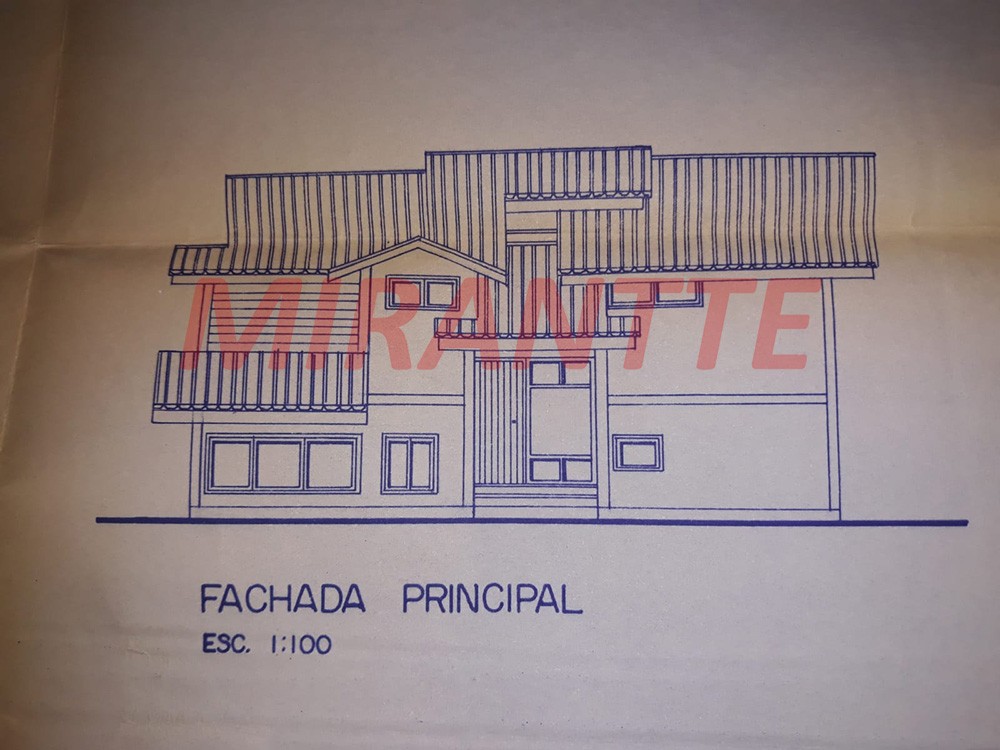 MIRANTTE
FACHADA PRINCIPAL
ESC. 1:100